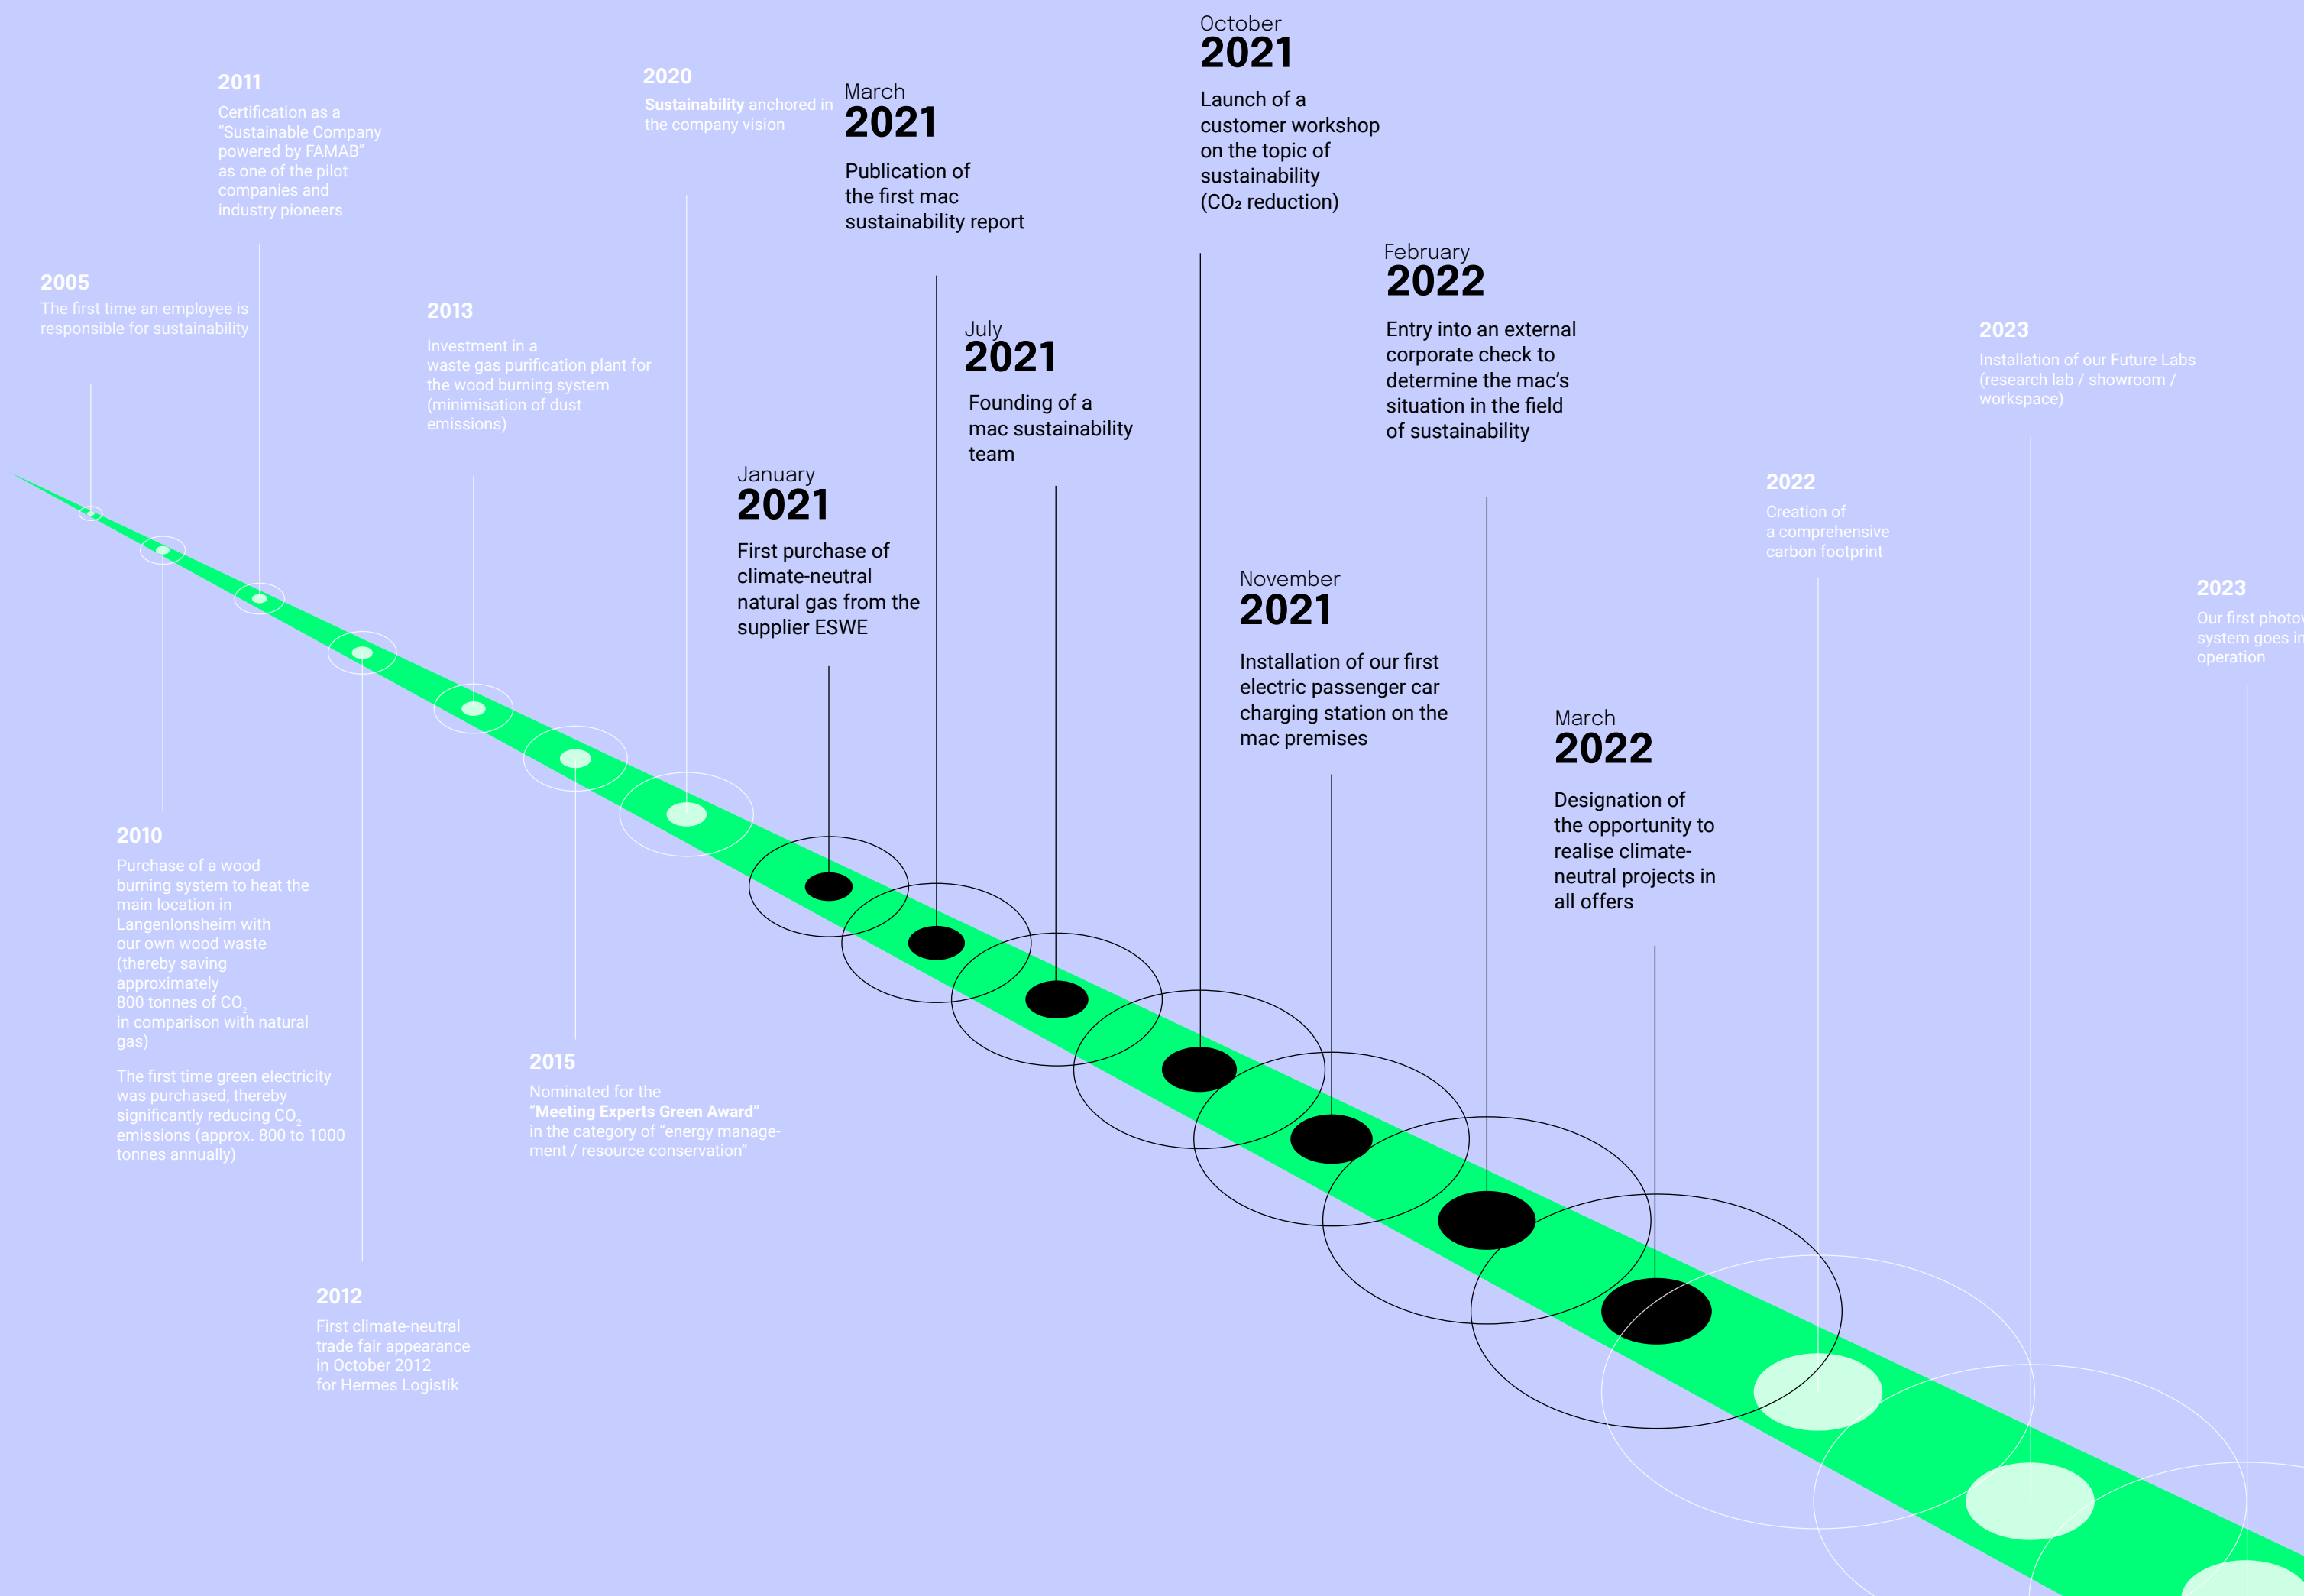 2005
The first time an employee is
responsible for sustainability
2010
Purchase of a wood
burning system to heat the
main location in
Langenlonsheim with
our own wood waste
(thereby saving
approximately
800 tonnes of CO₂
in comparison with natural
gas)
The first time green electricity
was purchased, thereby
significantly reducing CO₂
emissions (approx. 800 to 1000
tonnes annually)
2011
Certification as a
“Sustainable Company
powered by FAMAB”
as one of the pilot
companies and
industry pioneers
2012
First climate-neutral
trade fair appearance
in October 2012
for Hermes Logistik
2013
Investment in a
waste gas purification plant for
the wood burning system
(minimisation of dust
emissions)
2015
Nominated for the
“Meeting Experts Green Award”
in the category of “energy manage-
ment / resource conservation”
2020
Sustainability anchored in
the company vision
January
2021
First purchase of
climate-neutral
natural gas from the
supplier ESWE
March
2021
Publication of
the first mac
sustainability report
July
2021
Founding of a
mac sustainability
team
October
2021
Launch of a
customer workshop
on the topic of
sustainability
(CO₂ reduction)
November
2021
Installation of our first
electric passenger car
charging station on the
mac premises
February
2022
Entry into an external
corporate check to
determine the mac’s
situation in the field
of sustainability
March
2022
Designation of
the opportunity to
realise climate-
neutral projects in
all offers
2022
Creation of
a comprehensive
carbon footprint
2023
Installation of our Future Labs
(research lab / showroom /
workspace)
2023
Our first
system goes
operation